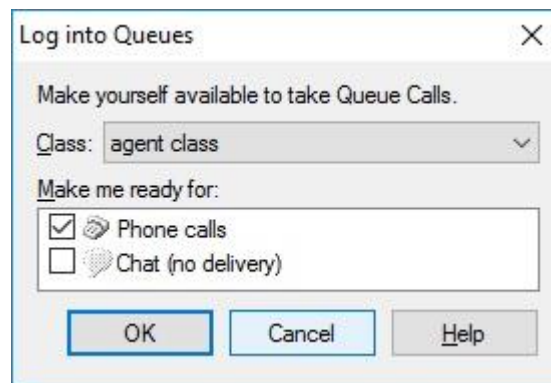 Log into Queues
Make yourself available to take Queue Calls.
Class: agent class
Make me ready for:
Phone calls
Chat (no delivery)
OK Cancel Help